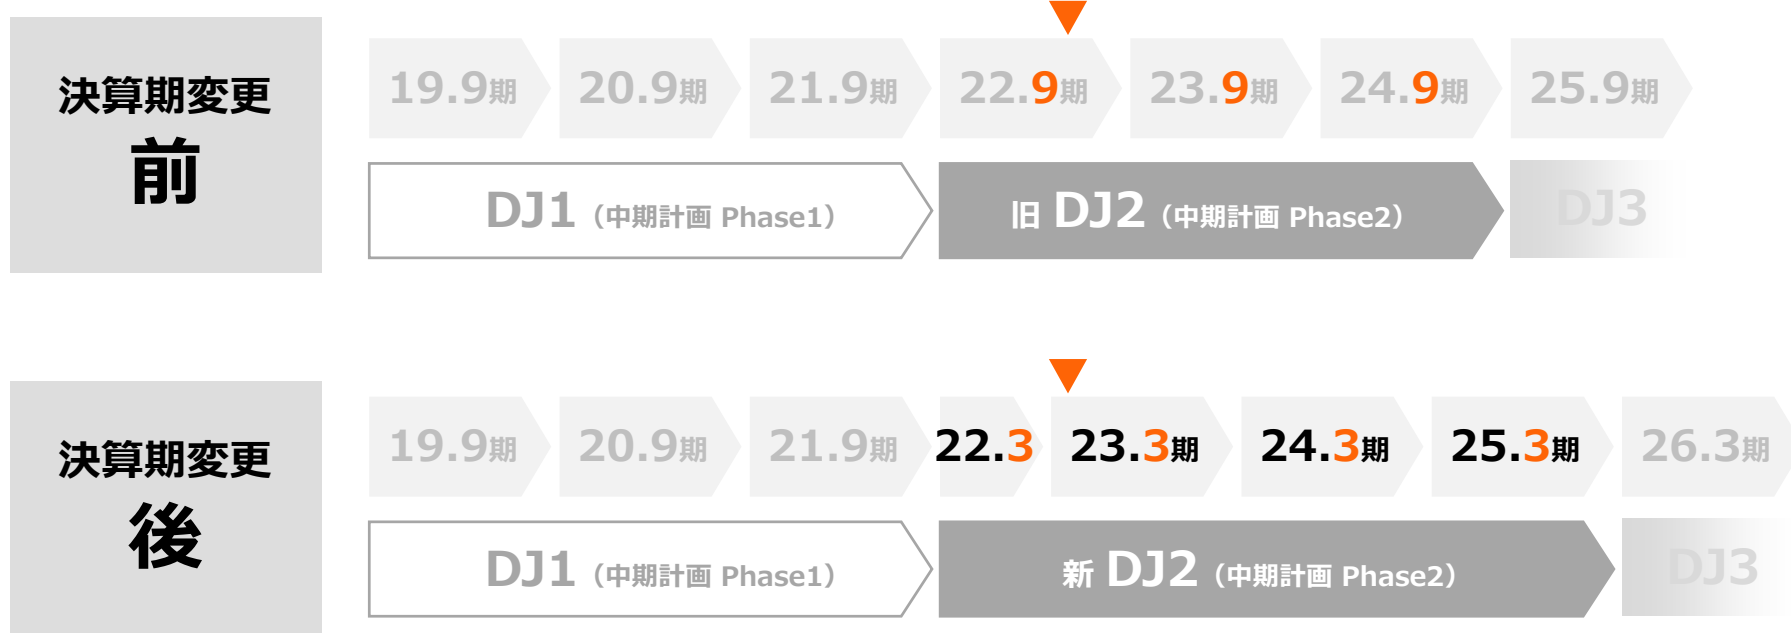 決算期変更
前
19.9期 20.9期 21.9期 22.9期 23.9期 24.9期 25.9期
DJ1 (中期計画 Phase1)
旧 DJ2 (中期計画 Phase2)
DJ3
決算期変更
後
19.9期 20.9期 21.9期 22.3 23.3期 24.3期 25.3期 26.3期
DJ1 (中期計画 Phase1)
新 DJ2 (中期計画 Phase2)
DJ3